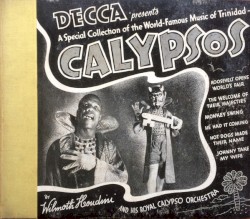 DECCA presents
A Special Collection of the World-Famous Music of Trinidad-
CALYPSOS
ROOSEVELT OPENS
WORLD'S FAIR
THE WELCOME OF
THEIR MAJESTIES
MONKEY SWING
HE HAD IT COMING
HOT DOGS MADE
THEIR NAME
JOHNNY TAKE
MY WIFE
by Wilmoth Houdini
AND HIS ROYAL CALYPSO ORCHESTRA